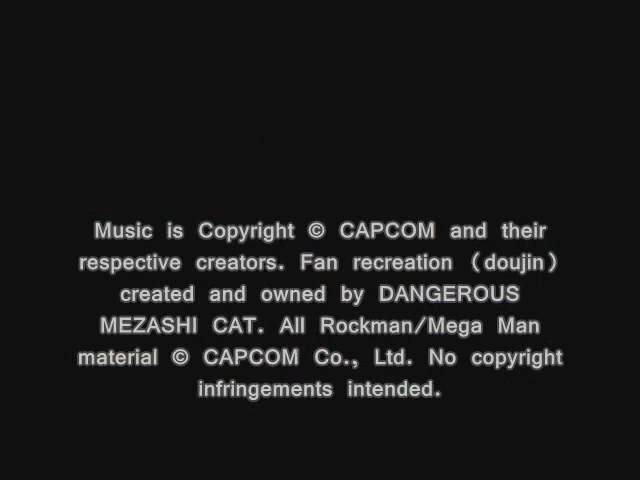 Music is Copyright © CAPCOM and their
respective creators. Fan recreation (doujin)
created and owned by DANGEROUS
MEZASHI CAT. All Rockman/Mega Man
material © CAPCOM Co., Ltd. No copyright
infringements intended.